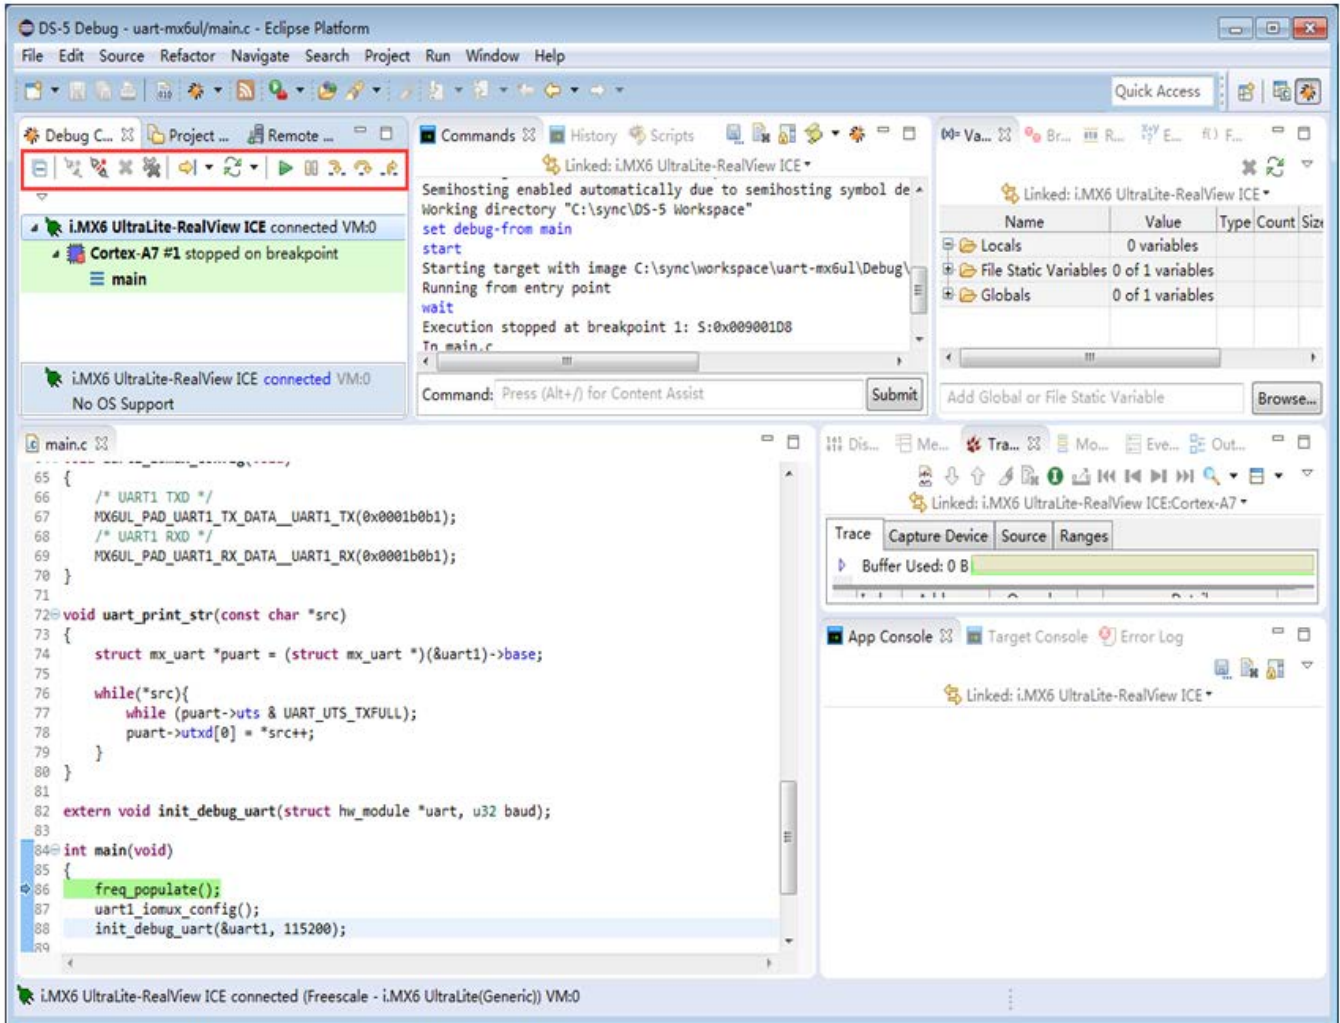 DS-5 Debug - uart-mx6ul/main.c - Eclipse Platform
File Edit Source Refactor Navigate Search Project Run Window Help
Quick Access
Debug C... Project ... Remote ...
i.MX6 UltraLite-RealView ICE connected VM:0
Cortex-A7 #1 stopped on breakpoint
main
i.MX6 UltraLite-RealView ICE connected VM:0
No OS Support
Commands History Scripts
Linked: i.MX6 UltraLite-RealView ICE
Semihosting enabled automatically due to semihosting symbol de
Working directory "C:\sync\DS-5 Workspace"
set debug-from main
start
Starting target with image C:\sync\workspace\uart-mx6ul\Debug\
Running from entry point
wait
Execution stopped at breakpoint 1: S:0x009001D8
In main.c
Command: Press (Alt+/) for Content Assist Submit
(x)= Va... Br... R... E... f() F...
Linked: i.MX6 UltraLite-RealView ICE
Name Value Type Count Size
Locals 0 variables
File Static Variables 0 of 1 variables
Globals 0 of 1 variables
Add Global or File Static Variable Browse...
main.c
65 {
66 /* UART1 TXD */
67 MX6UL_PAD_UART1_TX_DATA__UART1_TX(0x0001b0b1);
68 /* UART1 RXD */
69 MX6UL_PAD_UART1_RX_DATA__UART1_RX(0x0001b0b1);
70 }
71
72 void uart_print_str(const char *src)
73 {
74 struct mx_uart *puart = (struct mx_uart *)(&uart1)->base;
75
76 while(*src){
77 while (puart->uts & UART_UTS_TXFULL);
78 puart->utxd[0] = *src++;
79 }
80 }
81
82 extern void init_debug_uart(struct hw_module *uart, u32 baud);
83
84 int main(void)
85 {
86 freq_populate();
87 uart1_iomux_config();
88 init_debug_uart(&uart1, 115200);
89
Dis... Me... Tra... Mo... Eve... Out...
Linked: i.MX6 UltraLite-RealView ICE:Cortex-A7
Trace Capture Device Source Ranges
Buffer Used: 0 B
App Console Target Console Error Log
Linked: i.MX6 UltraLite-RealView ICE
i.MX6 UltraLite-RealView ICE connected (Freescale - i.MX6 UltraLite(Generic)) VM:0